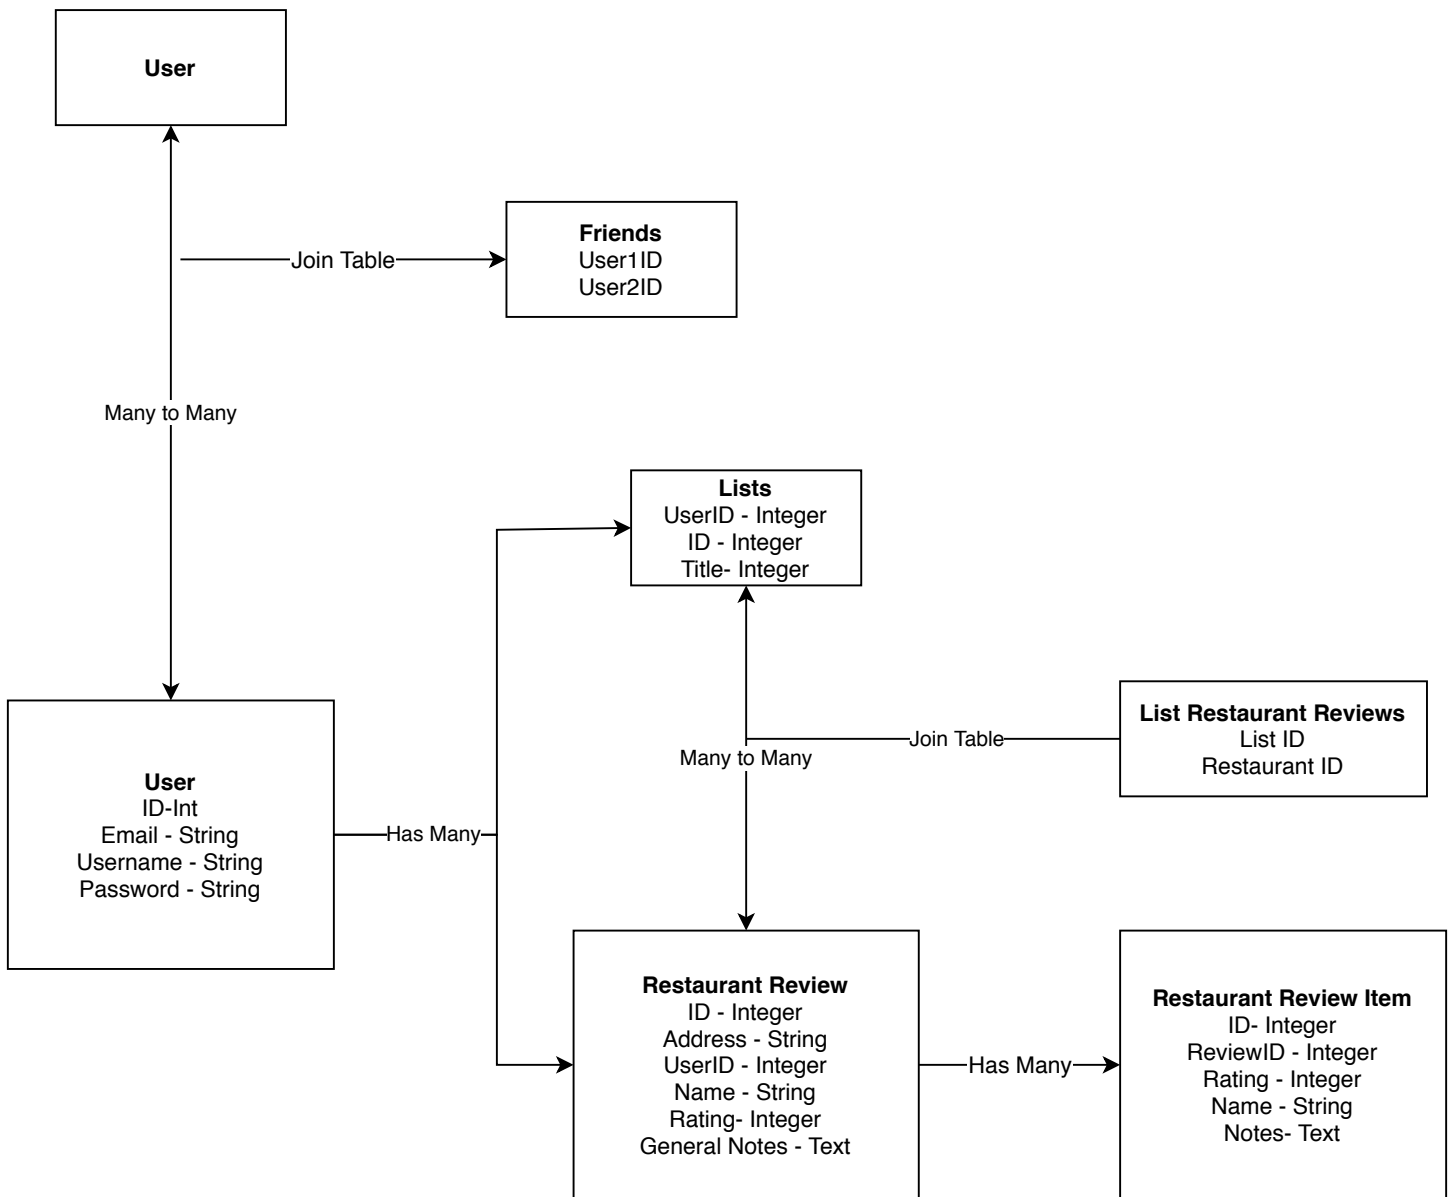 User
Join Table
Friends
User1ID
User2ID
Many to Many
Lists
UserID - Integer
ID - Integer
Title- Integer
User
ID-Int
Email - String
Username - String
Password - String
Has Many
Many to Many
Join Table
List Restaurant Reviews
List ID
Restaurant ID
Restaurant Review
ID - Integer
Address - String
UserID - Integer
Name - String
Rating- Integer
General Notes - Text
Has Many
Restaurant Review Item
ID- Integer
ReviewID - Integer
Rating - Integer
Name - String
Notes- Text